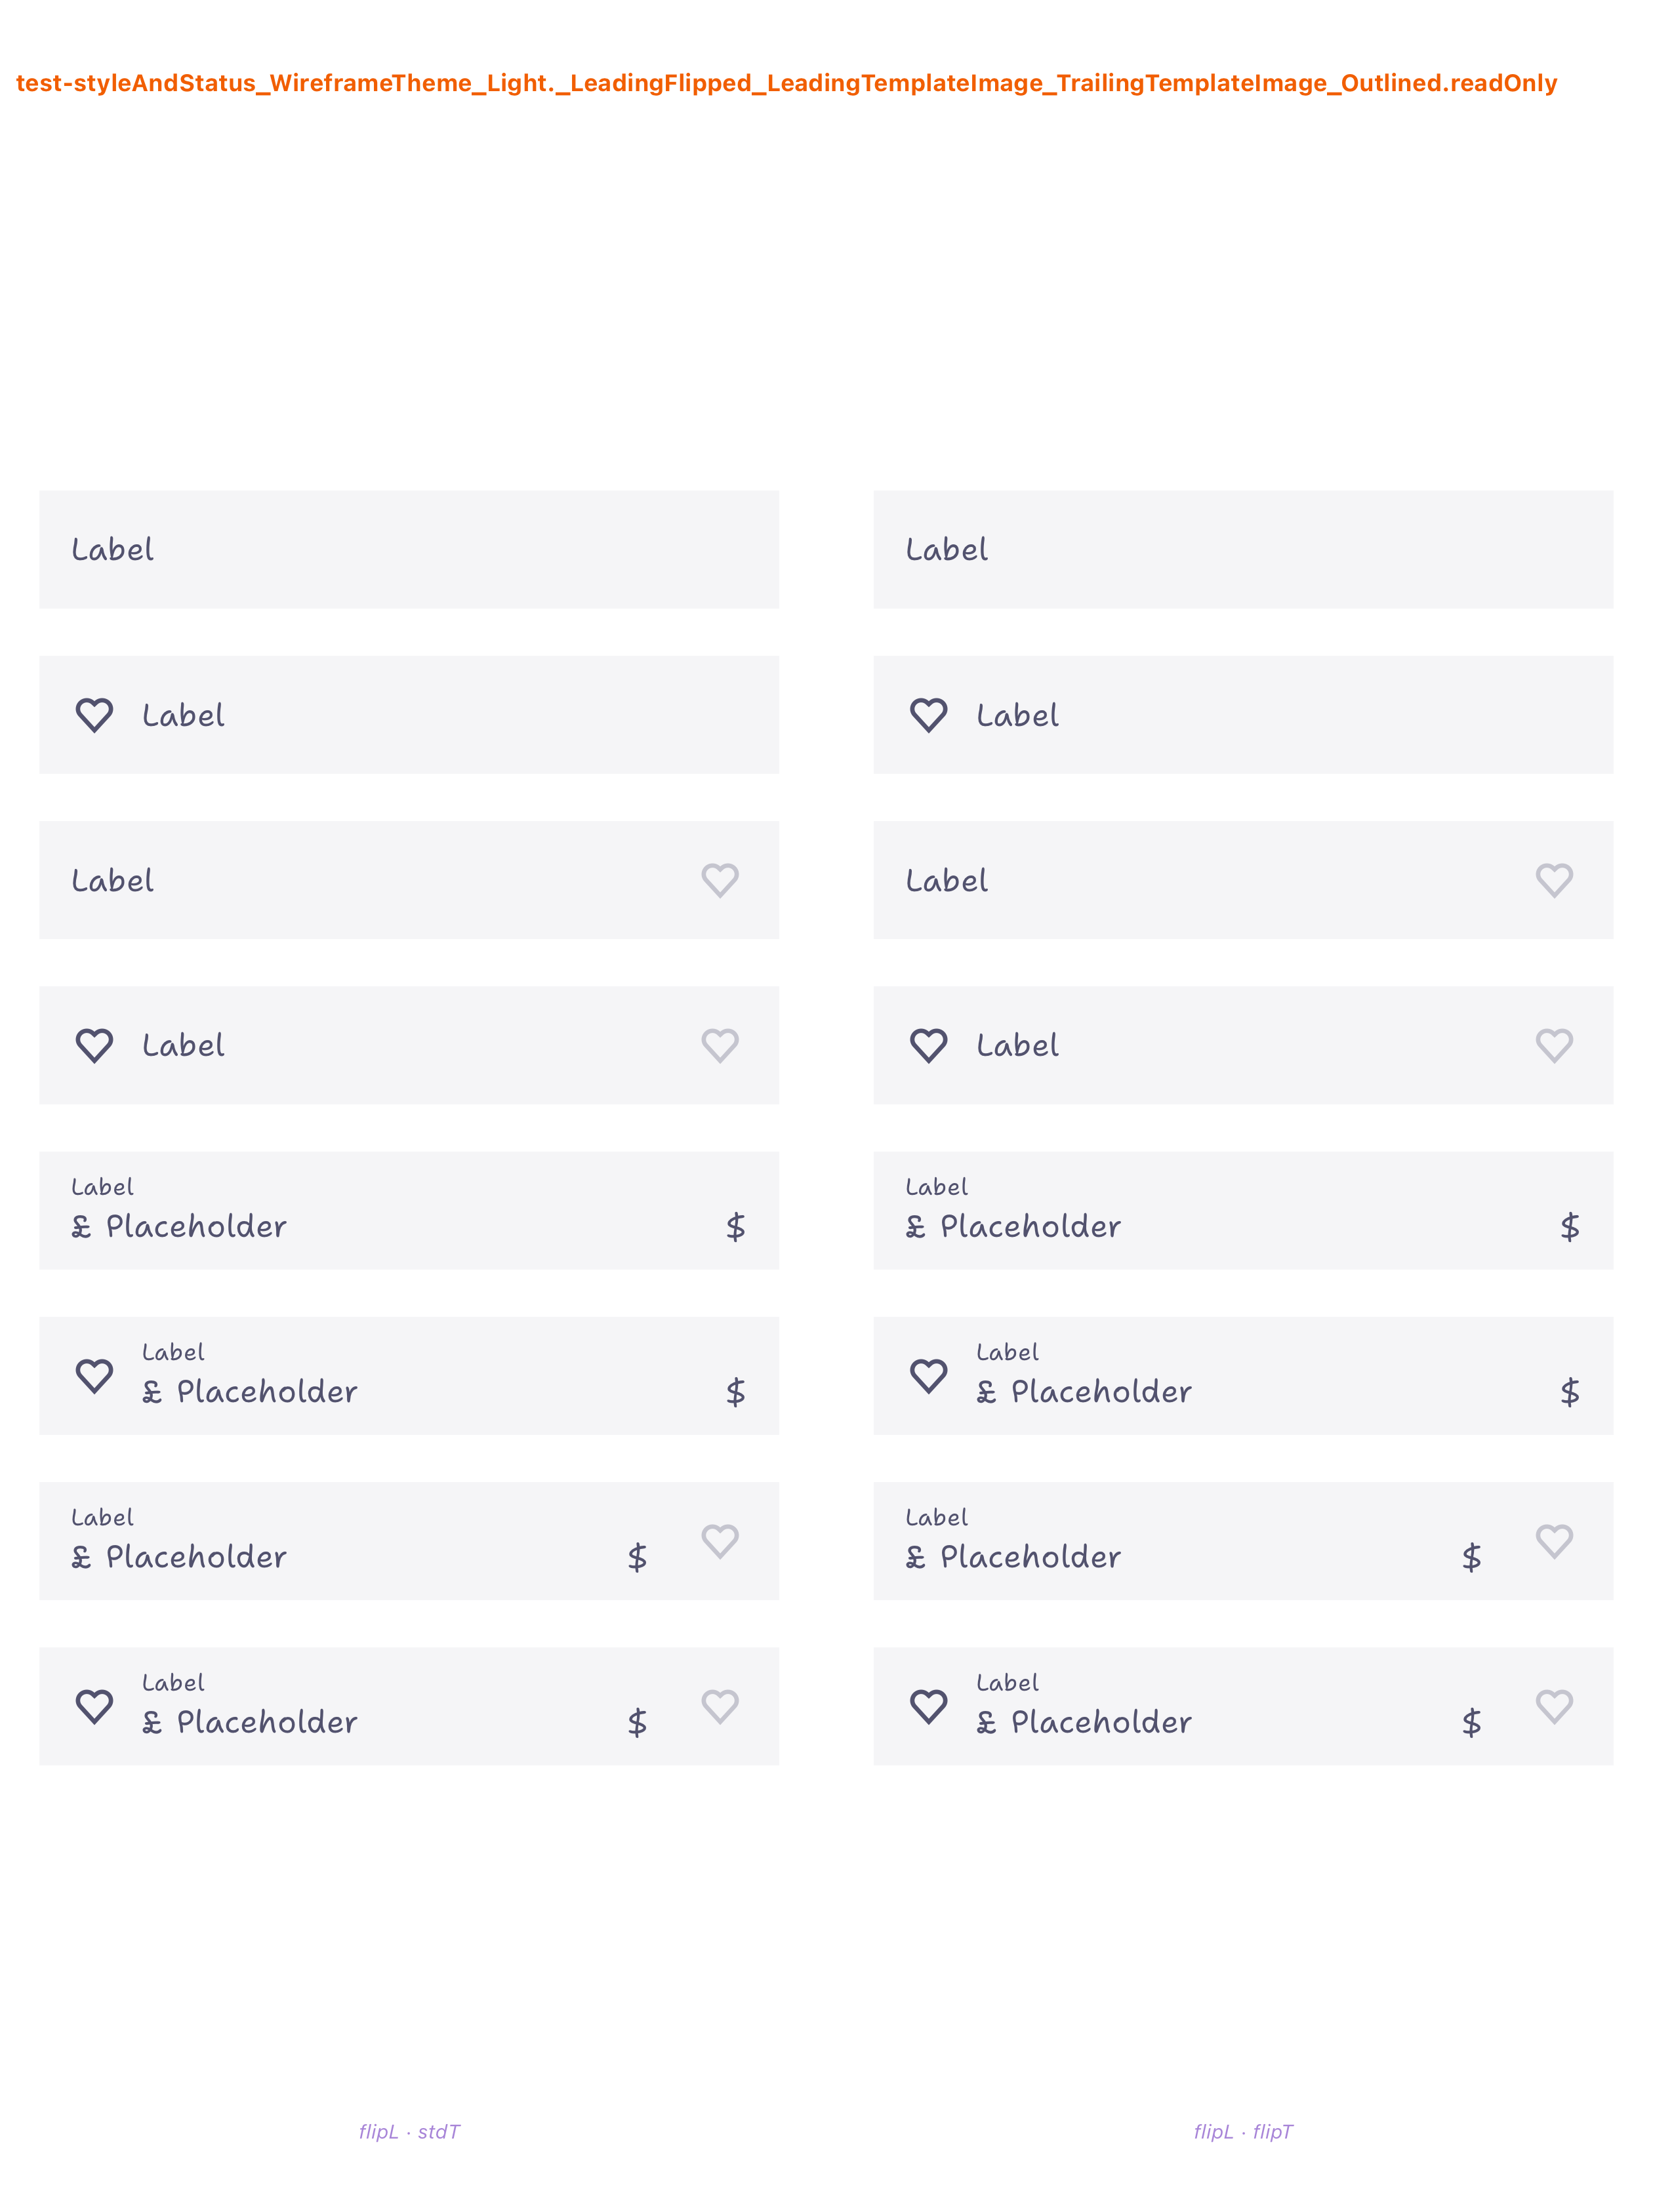 test-styleAndStatus_WireframeTheme_Light._LeadingFlipped_LeadingTemplateImage_TrailingTemplateImage_Outlined.readOnly
Label
Label
Label
Label
Label
£ Placeholder $
Label
£ Placeholder $
Label
£ Placeholder $
Label
£ Placeholder $
flipL · stdT
Label
Label
Label
Label
Label
£ Placeholder $
Label
£ Placeholder $
Label
£ Placeholder $
Label
£ Placeholder $
flipL · flipT